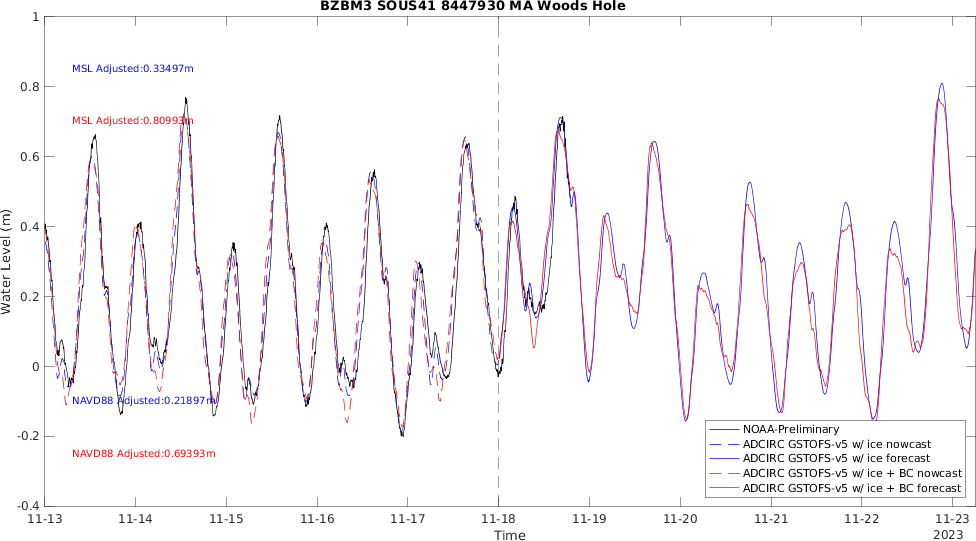 BZBM3 SOUS41 8447930 MA Woods Hole
1
0.8
0.6
0.4
0.2
0
-0.2
-0.4
Water Level (m)
MSL Adjusted:0.33497m
MSL Adjusted:0.80993m
NAVD88 Adjusted:0.21897m
NAVD88 Adjusted:0.69393m
NOAA-Preliminary
ADCIRC GSTOFS-v5 w/ ice nowcast
ADCIRC GSTOFS-v5 w/ ice forecast
ADCIRC GSTOFS-v5 w/ ice + BC nowcast
ADCIRC GSTOFS-v5 w/ ice + BC forecast
11-13 11-14 11-15 11-16 11-17 11-18 11-19 11-20 11-21 11-22 11-23
2023
Time